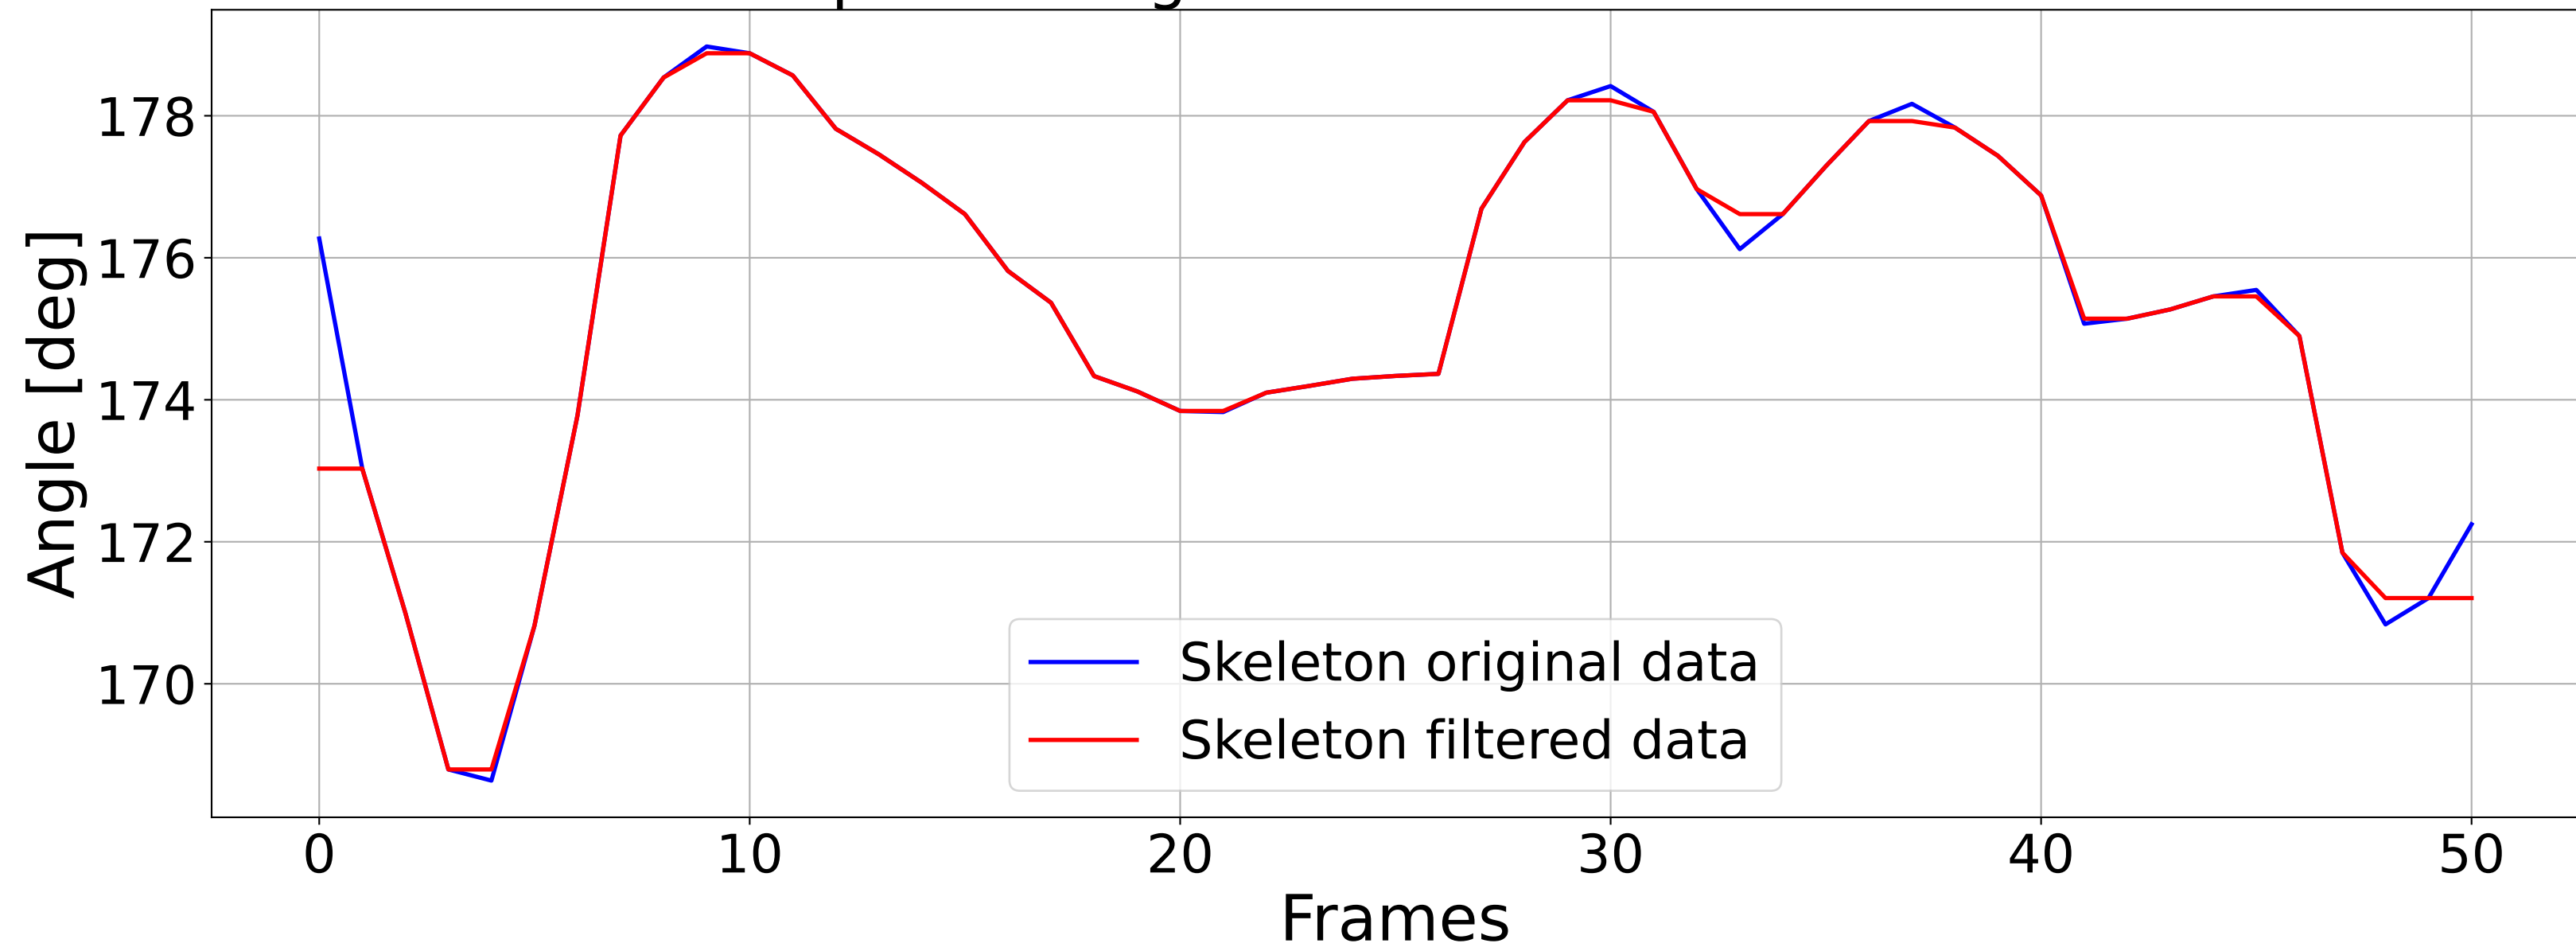 Angle [deg]
178
176
174
172
170
Skeleton original data
Skeleton filtered data
0 10 20 30 40 50
Frames